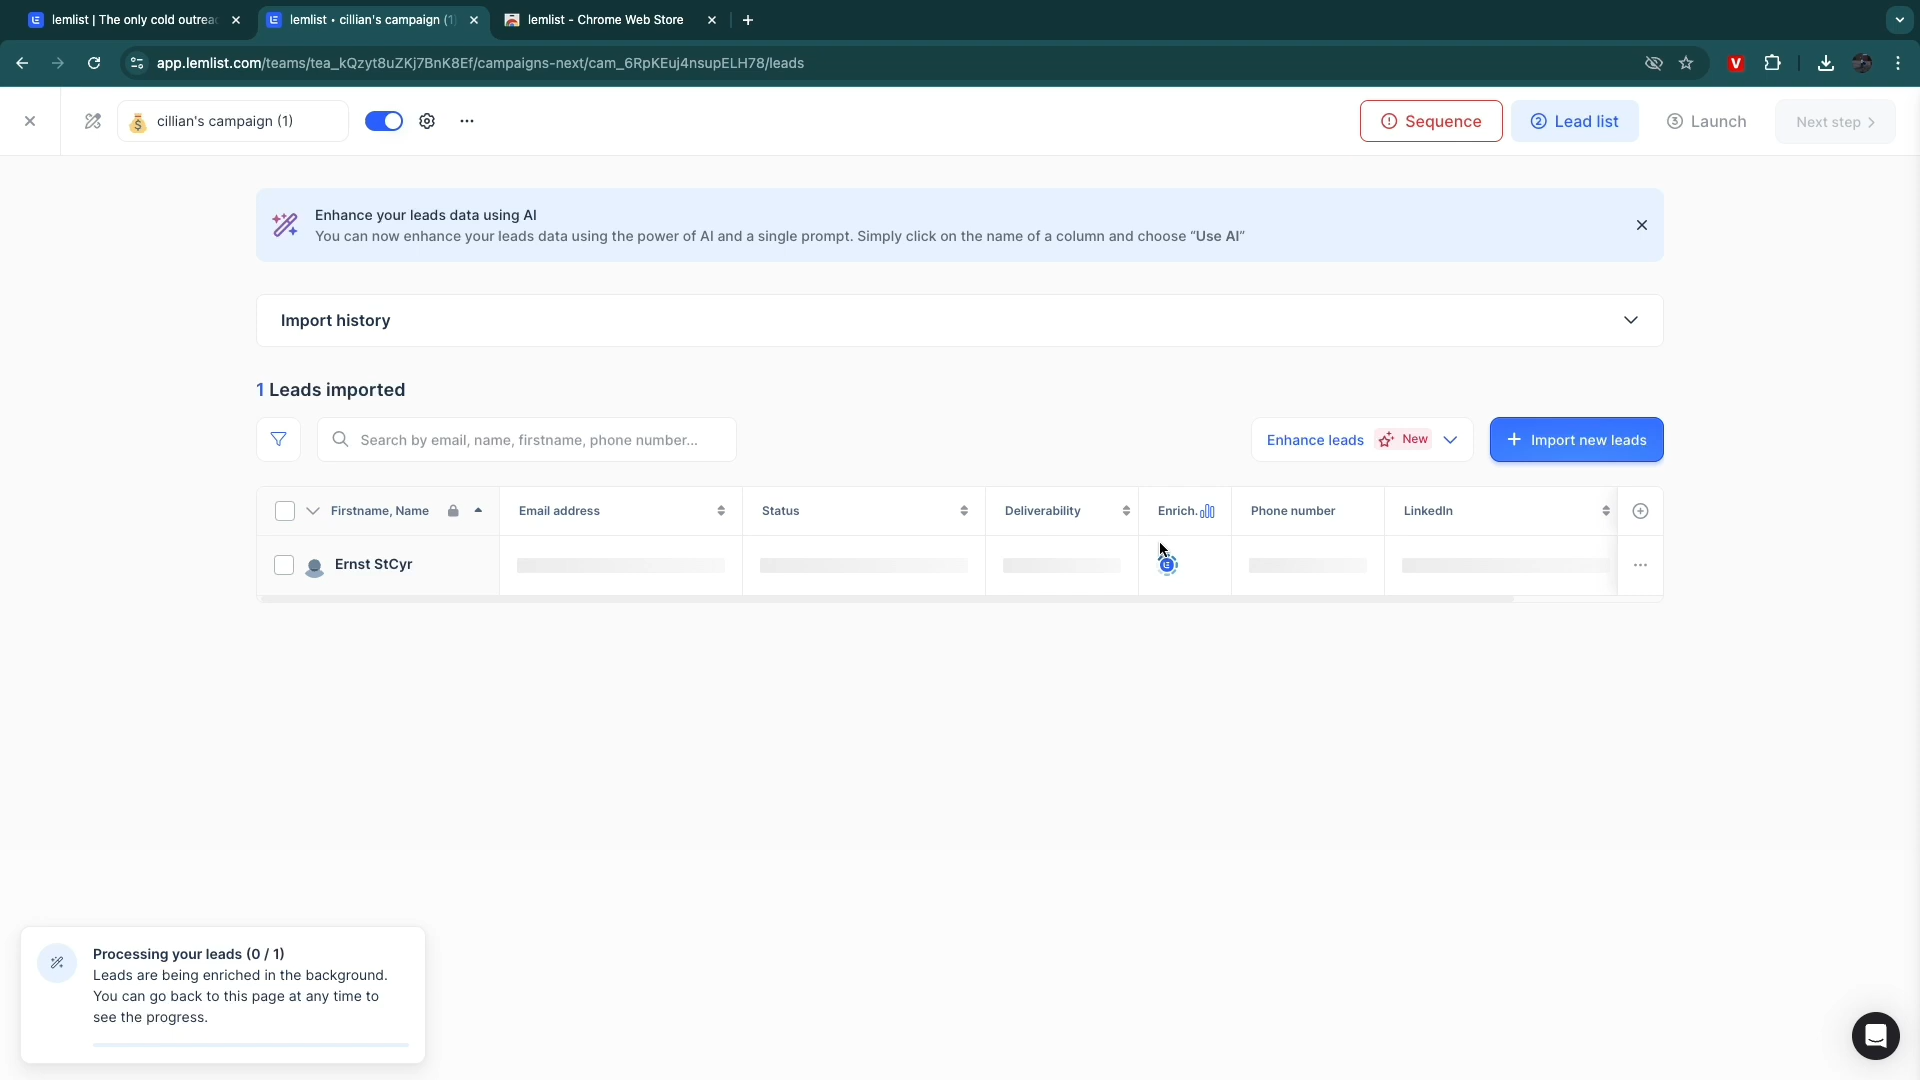 lemlist | The only cold outreac
lemlist • cillian's campaign (1)
lemlist - Chrome Web Store
app.lemlist.com/teams/tea_kQzyt8uZKj7BnK8Ef/campaigns-next/cam_6RpKEuj4nsupELH78/leads
cillian's campaign (1)
Sequence
2 Lead list
3 Launch
Next step
Enhance your leads data using AI
You can now enhance your leads data using the power of AI and a single prompt. Simply click on the name of a column and choose “Use AI”
Import history
1 Leads imported
Search by email, name, firstname, phone number...
Enhance leads
New
Import new leads
Firstname, Name
Email address
Status
Deliverability
Enrich.
Phone number
LinkedIn
Ernst StCyr
Processing your leads (0 / 1)
Leads are being enriched in the background.
You can go back to this page at any time to
see the progress.